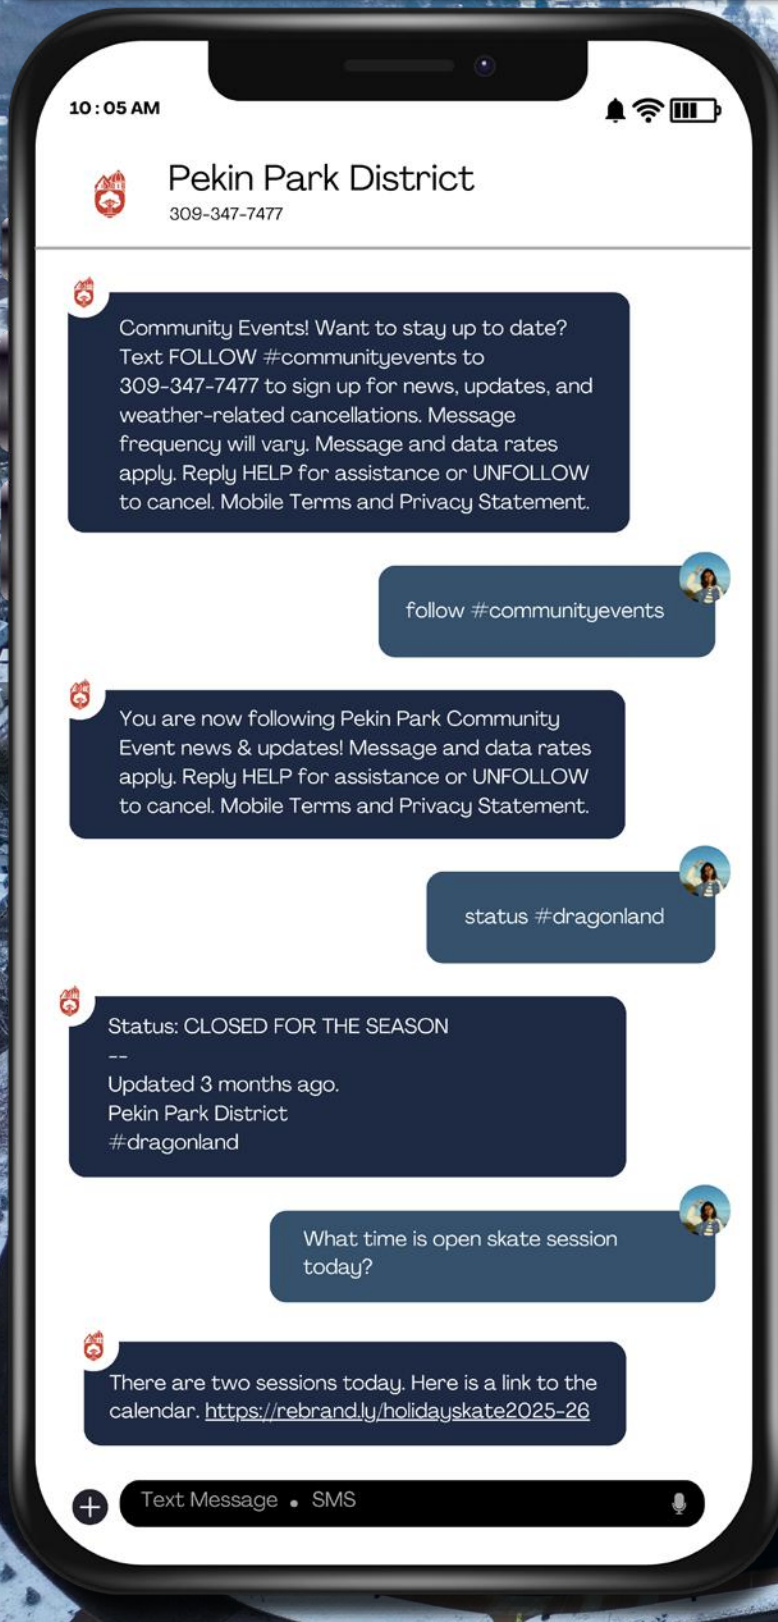 10:05 AM
Pekin Park District
309-347-7477
Community Events! Want to stay up to date?
Text FOLLOW #communityevents to
309-347-7477 to sign up for news, updates, and
weather-related cancellations. Message
frequency will vary. Message and data rates
apply. Reply HELP for assistance or UNFOLLOW
to cancel. Mobile Terms and Privacy Statement.
follow #communityevents
You are now following Pekin Park Community
Event news & updates! Message and data rates
apply. Reply HELP for assistance or UNFOLLOW
to cancel. Mobile Terms and Privacy Statement.
status #dragonland
Status: CLOSED FOR THE SEASON
--
Updated 3 months ago.
Pekin Park District
#dragonland
What time is open skate session
today?
There are two sessions today. Here is a link to the
calendar. https://rebrand.ly/holidayskate2025-26
Text Message • SMS